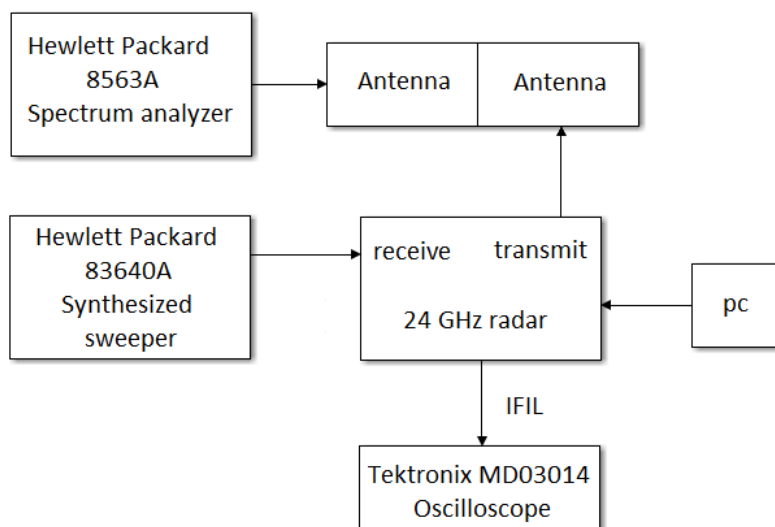 Hewlett Packard
8563A
Spectrum analyzer
Antenna
Antenna
Hewlett Packard
83640A
Synthesized
sweeper
receive transmit
24 GHz radar
pc
IFIL
Tektronix MD03014
Oscilloscope